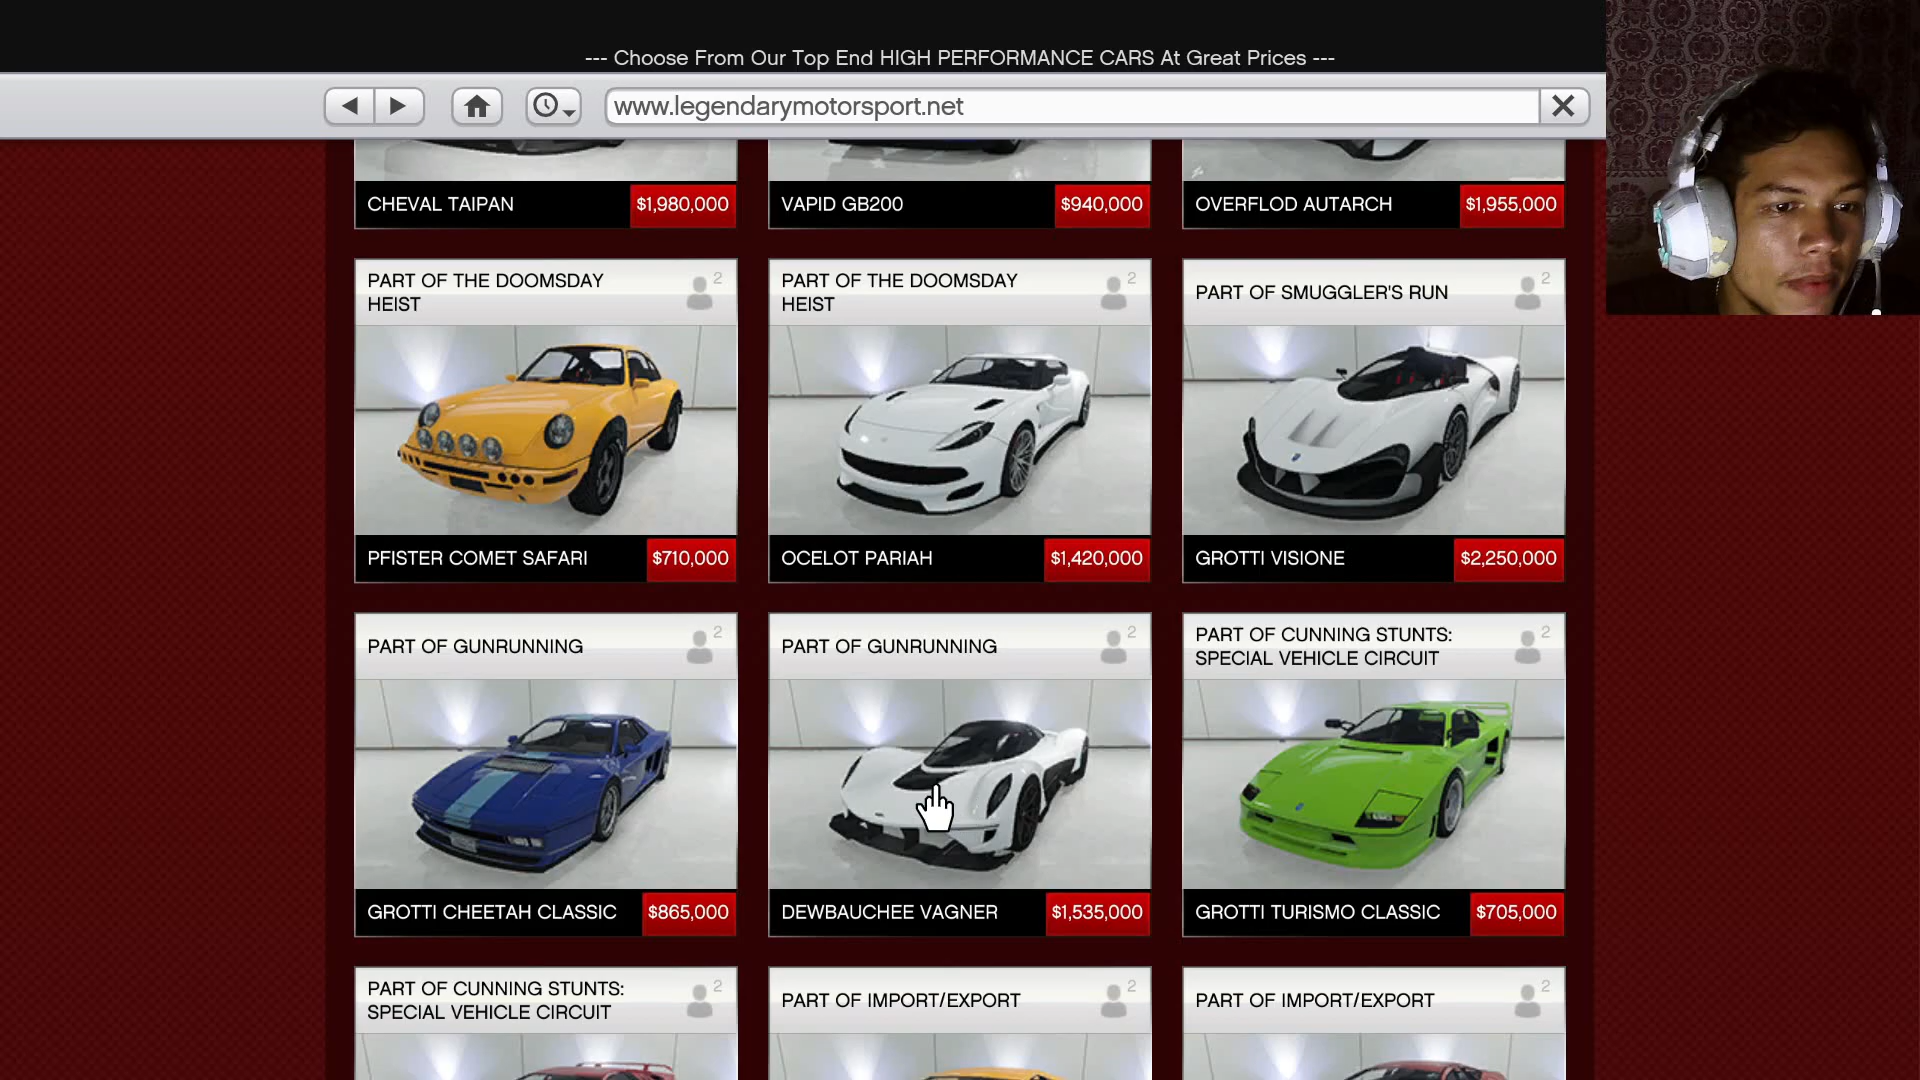 --- Choose From Our Top End HIGH PERFORMANCE CARS At Great Prices ---
www.legendarymotorsport.net
CHEVAL TAIPAN $1,980,000
VAPID GB200 $940,000
OVERFLOD AUTARCH $1,955,000
PART OF THE DOOMSDAY
HEIST
2
PFISTER COMET SAFARI $710,000
PART OF THE DOOMSDAY
HEIST
2
OCELOT PARIAH $1,420,000
PART OF SMUGGLER'S RUN
2
GROTTI VISIONE $2,250,000
PART OF GUNRUNNING
2
GROTTI CHEETAH CLASSIC $865,000
PART OF GUNRUNNING
2
DEWBAUCHEE VAGNER $1,535,000
PART OF CUNNING STUNTS:
SPECIAL VEHICLE CIRCUIT
2
GROTTI TURISMO CLASSIC $705,000
PART OF CUNNING STUNTS:
SPECIAL VEHICLE CIRCUIT
2
PART OF IMPORT/EXPORT
2
PART OF IMPORT/EXPORT
2